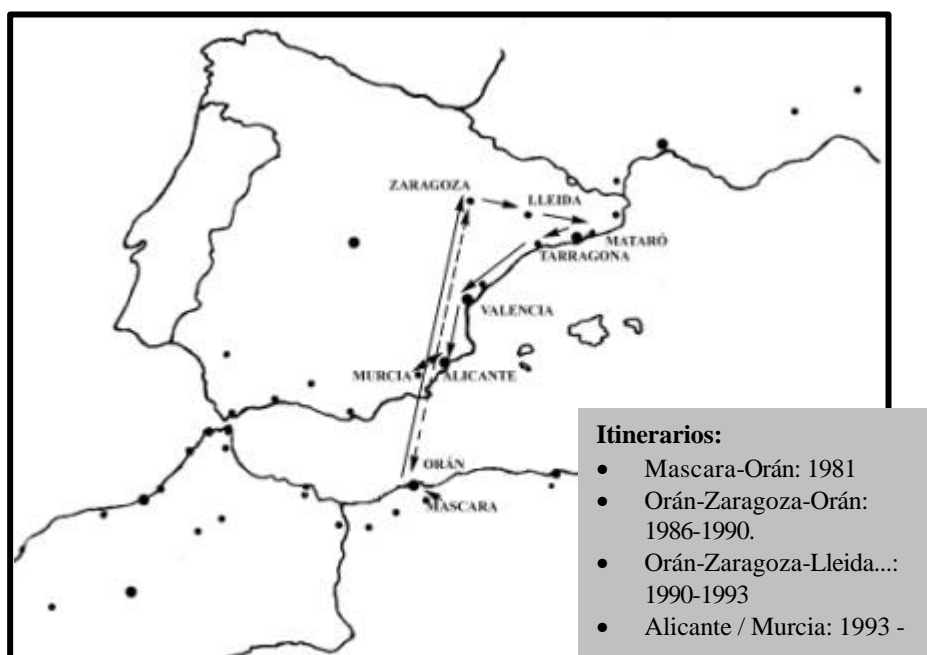 ZARAGOZA
LLEIDA
MATARÓ
TARRAGONA
VALENCIA
MURCIA
ALICANTE
ORÁN
MASCARA
Itinerarios:
• Mascara-Orán: 1981
• Orán-Zaragoza-Orán:
1986-1990.
• Orán-Zaragoza-Lleida...:
1990-1993
• Alicante / Murcia: 1993 -